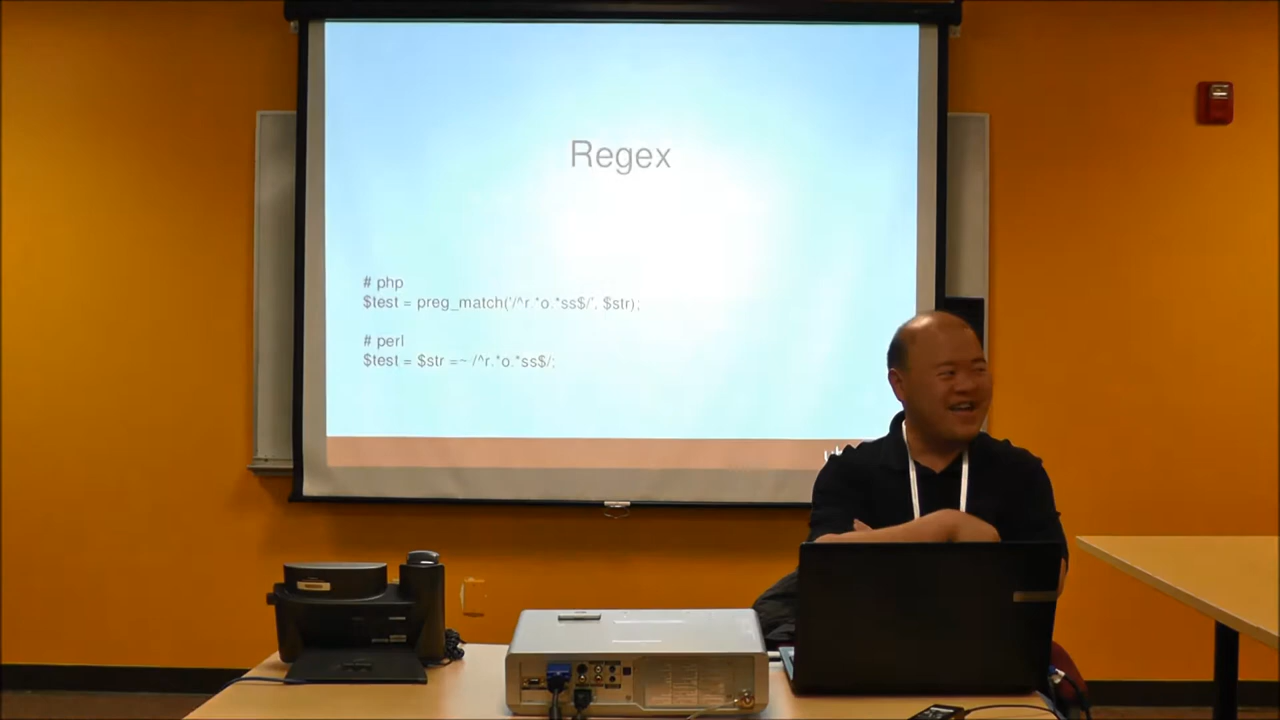 Regex
# php
$test = preg_match('/^r.*o.*ss$/', $str);
# perl
$test = $str =~ /^r.*o.*ss$/;